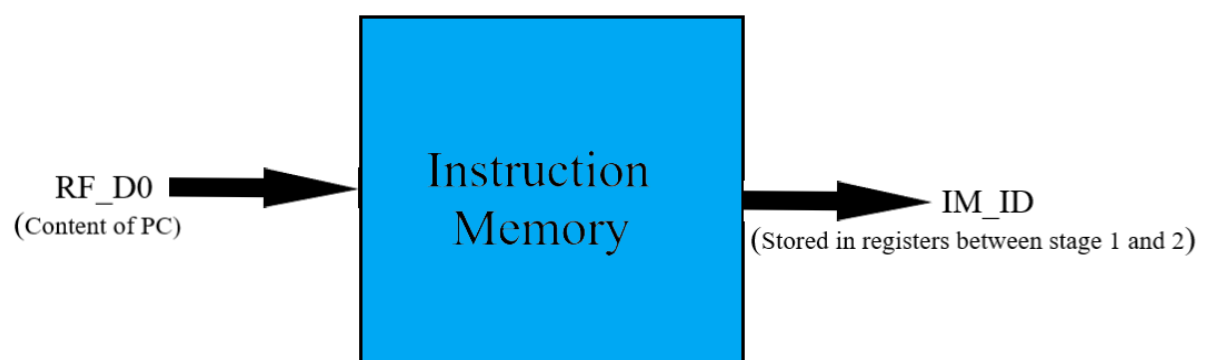 RF_D0
(Content of PC)
Instruction
Memory
IM_ID
(Stored in registers between stage 1 and 2)